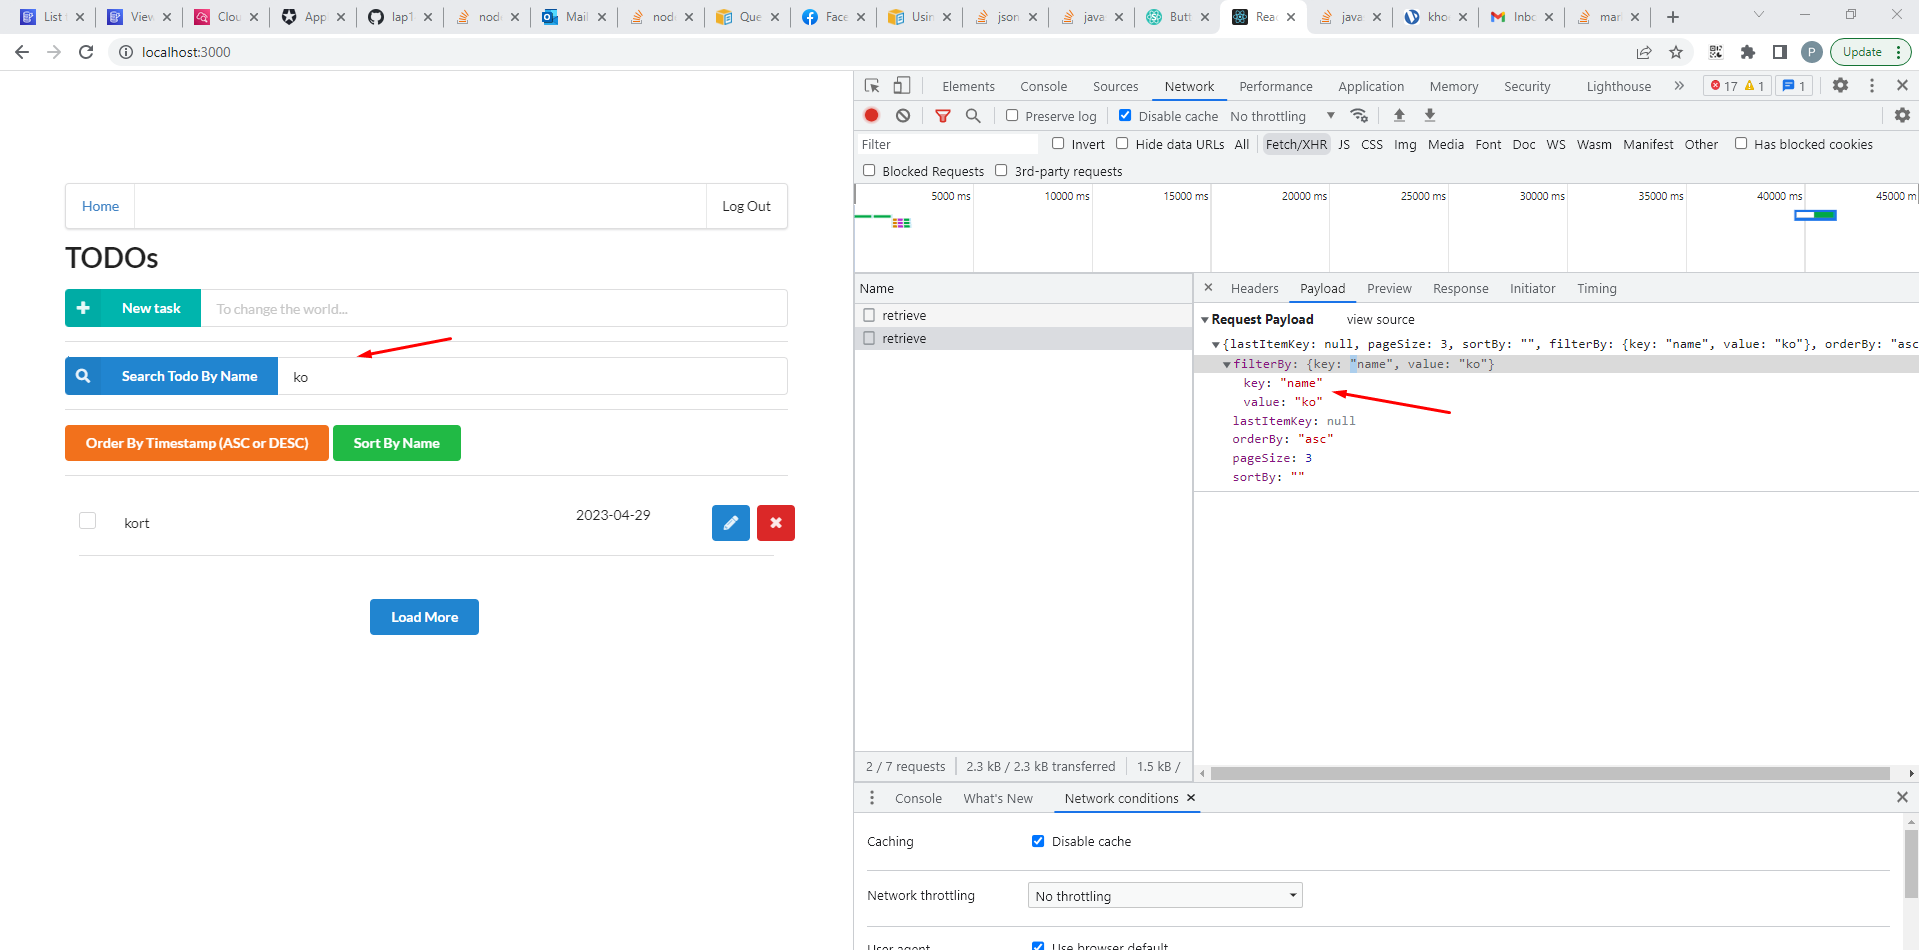 List t View Clou Appl lap1 node Mail node Que Face Usin json java Butt Reac java khoa Inbo mar
localhost:3000 P Update
Elements Console Sources Network Performance Application Memory Security Lighthouse 17 1 1
Preserve log Disable cache No throttling
Filter Invert Hide data URLs All Fetch/XHR JS CSS Img Media Font Doc WS Wasm Manifest Other Has blocked cookies
Blocked Requests 3rd-party requests
5000 ms 10000 ms 15000 ms 20000 ms 25000 ms 30000 ms 35000 ms 40000 ms 45000 m
Home Log Out
TODOs
New task To change the world...
Search Todo By Name ko
Order By Timestamp (ASC or DESC) Sort By Name
kort 2023-04-29
Load More
Name
retrieve
retrieve
2 / 7 requests 2.3 kB / 2.3 kB transferred 1.5 kB /
Headers Payload Preview Response Initiator Timing
Request Payload view source
{lastItemKey: null, pageSize: 3, sortBy: "", filterBy: {key: "name", value: "ko"}, orderBy: "asc
filterBy: {key: "name", value: "ko"}
key: "name"
value: "ko"
lastItemKey: null
orderBy: "asc"
pageSize: 3
sortBy: ""
Console What's New Network conditions
Caching Disable cache
Network throttling No throttling
User agent Use browser default